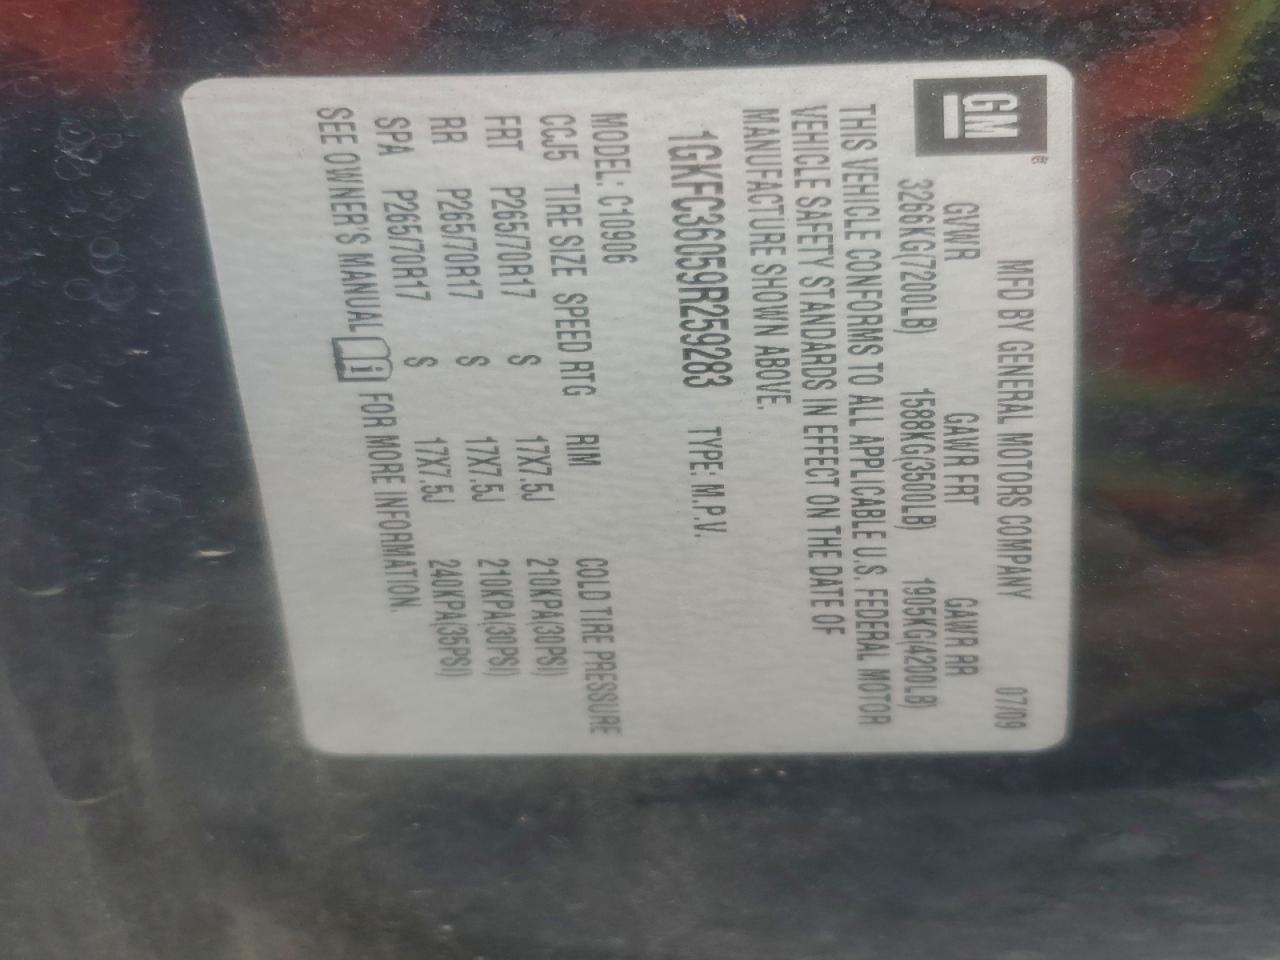 GM
MFD BY GENERAL MOTORS COMPANY 07/09
GVWR GAWR FRT GAWR RR
3266KG(7200LB) 1588KG(3500LB) 1905KG(4200LB)
THIS VEHICLE CONFORMS TO ALL APPLICABLE U.S. FEDERAL MOTOR
VEHICLE SAFETY STANDARDS IN EFFECT ON THE DATE OF
MANUFACTURE SHOWN ABOVE.
1GKFC36059R259283 TYPE: M.P.V.
MODEL: C10906
CCJ5 TIRE SIZE SPEED RTG RIM COLD TIRE PRESSURE
FRT P265/70R17 S 17X7.5J 210KPA(30PSI)
RR P265/70R17 S 17X7.5J 210KPA(30PSI)
SPA P265/70R17 S 17X7.5J 240KPA(35PSI)
SEE OWNER'S MANUAL FOR MORE INFORMATION.